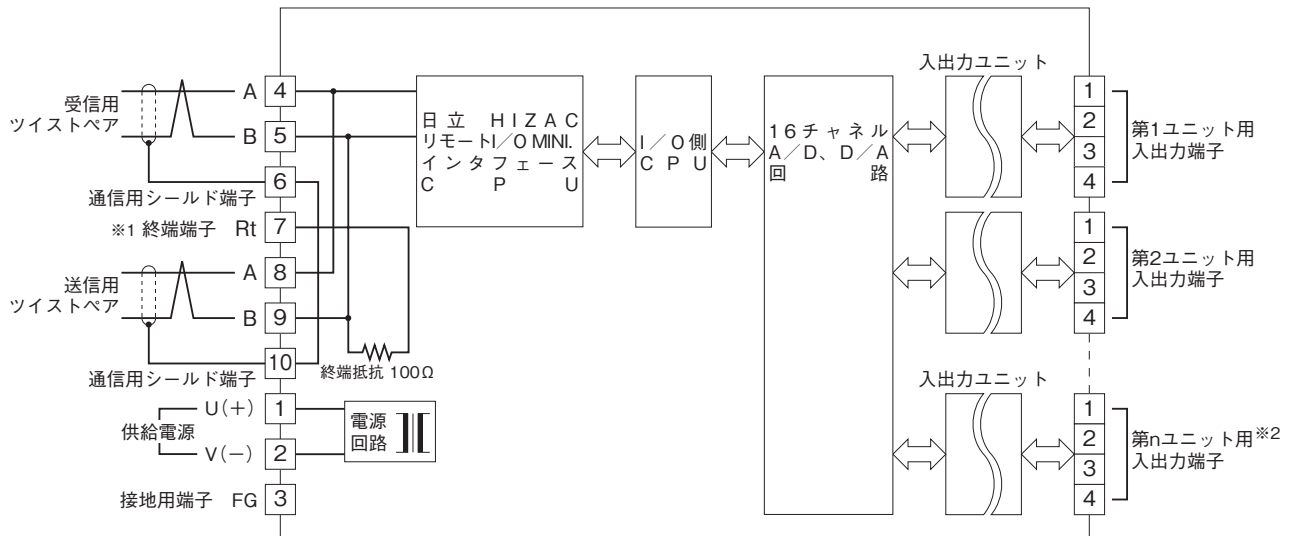 受信用
ツイストペア
A 4
B 5
6
通信用シールド端子
※1 終端端子 Rt 7
送信用
ツイストペア
A 8
B 9
10
通信用シールド端子
終端抵抗 100Ω
供給電源
U(+) 1
V(−) 2
接地用端子 FG 3
電源
回路
日立 HIZAC
リモートI/O MINI.
インタフェース
CPU
I/O側
CPU
16チャネル
A/D、D/A
回路
入出力ユニット
1
2
3
4
第1ユニット用
入出力端子
1
2
3
4
第2ユニット用
入出力端子
入出力ユニット
1
2
3
4
第nユニット用※2
入出力端子